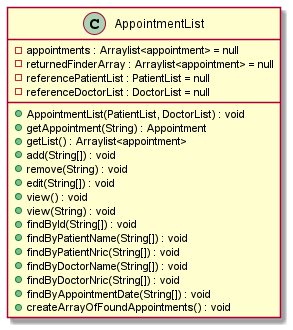 C AppointmentList
appointments : Arraylist<appointment> = null
returnedFinderArray : Arraylist<appointment> = null
referencePatientList : PatientList = null
referenceDoctorList : DoctorList = null
AppointmentList(PatientList, DoctorList) : void
getAppointment(String) : Appointment
getList() : Arraylist<appointment>
add(String[]) : void
remove(String) : void
edit(String[]) : void
view() : void
view(String) : void
findById(String[]) : void
findByPatientName(String[]) : void
findByPatientNric(String[]) : void
findByDoctorName(String[]) : void
findByDoctorNric(String[]) : void
findByAppointmentDate(String[]) : void
createArrayOfFoundAppointments() : void